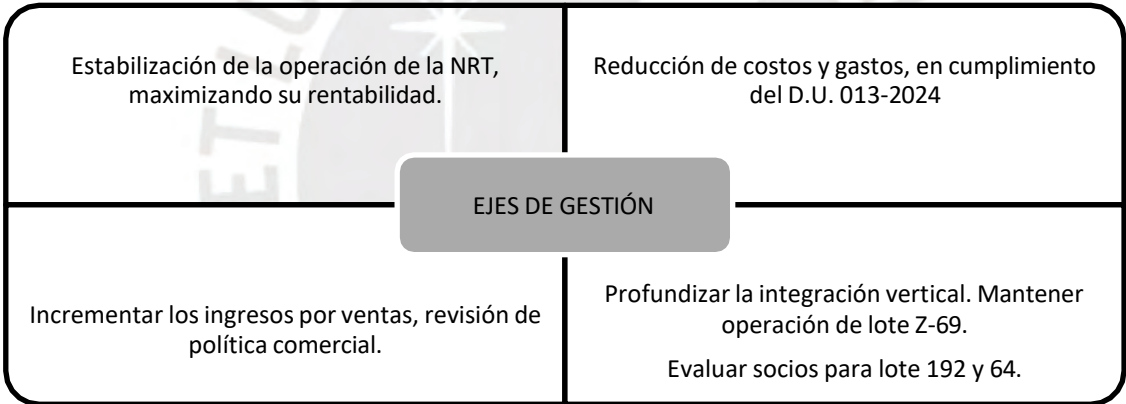 Estabilización de la operación de la NRT,
maximizando su rentabilidad.
Reducción de costos y gastos, en cumplimiento
del D.U. 013-2024
EJES DE GESTIÓN
Incrementar los ingresos por ventas, revisión de
política comercial.
Profundizar la integración vertical. Mantener
operación de lote Z-69.
Evaluar socios para lote 192 y 64.